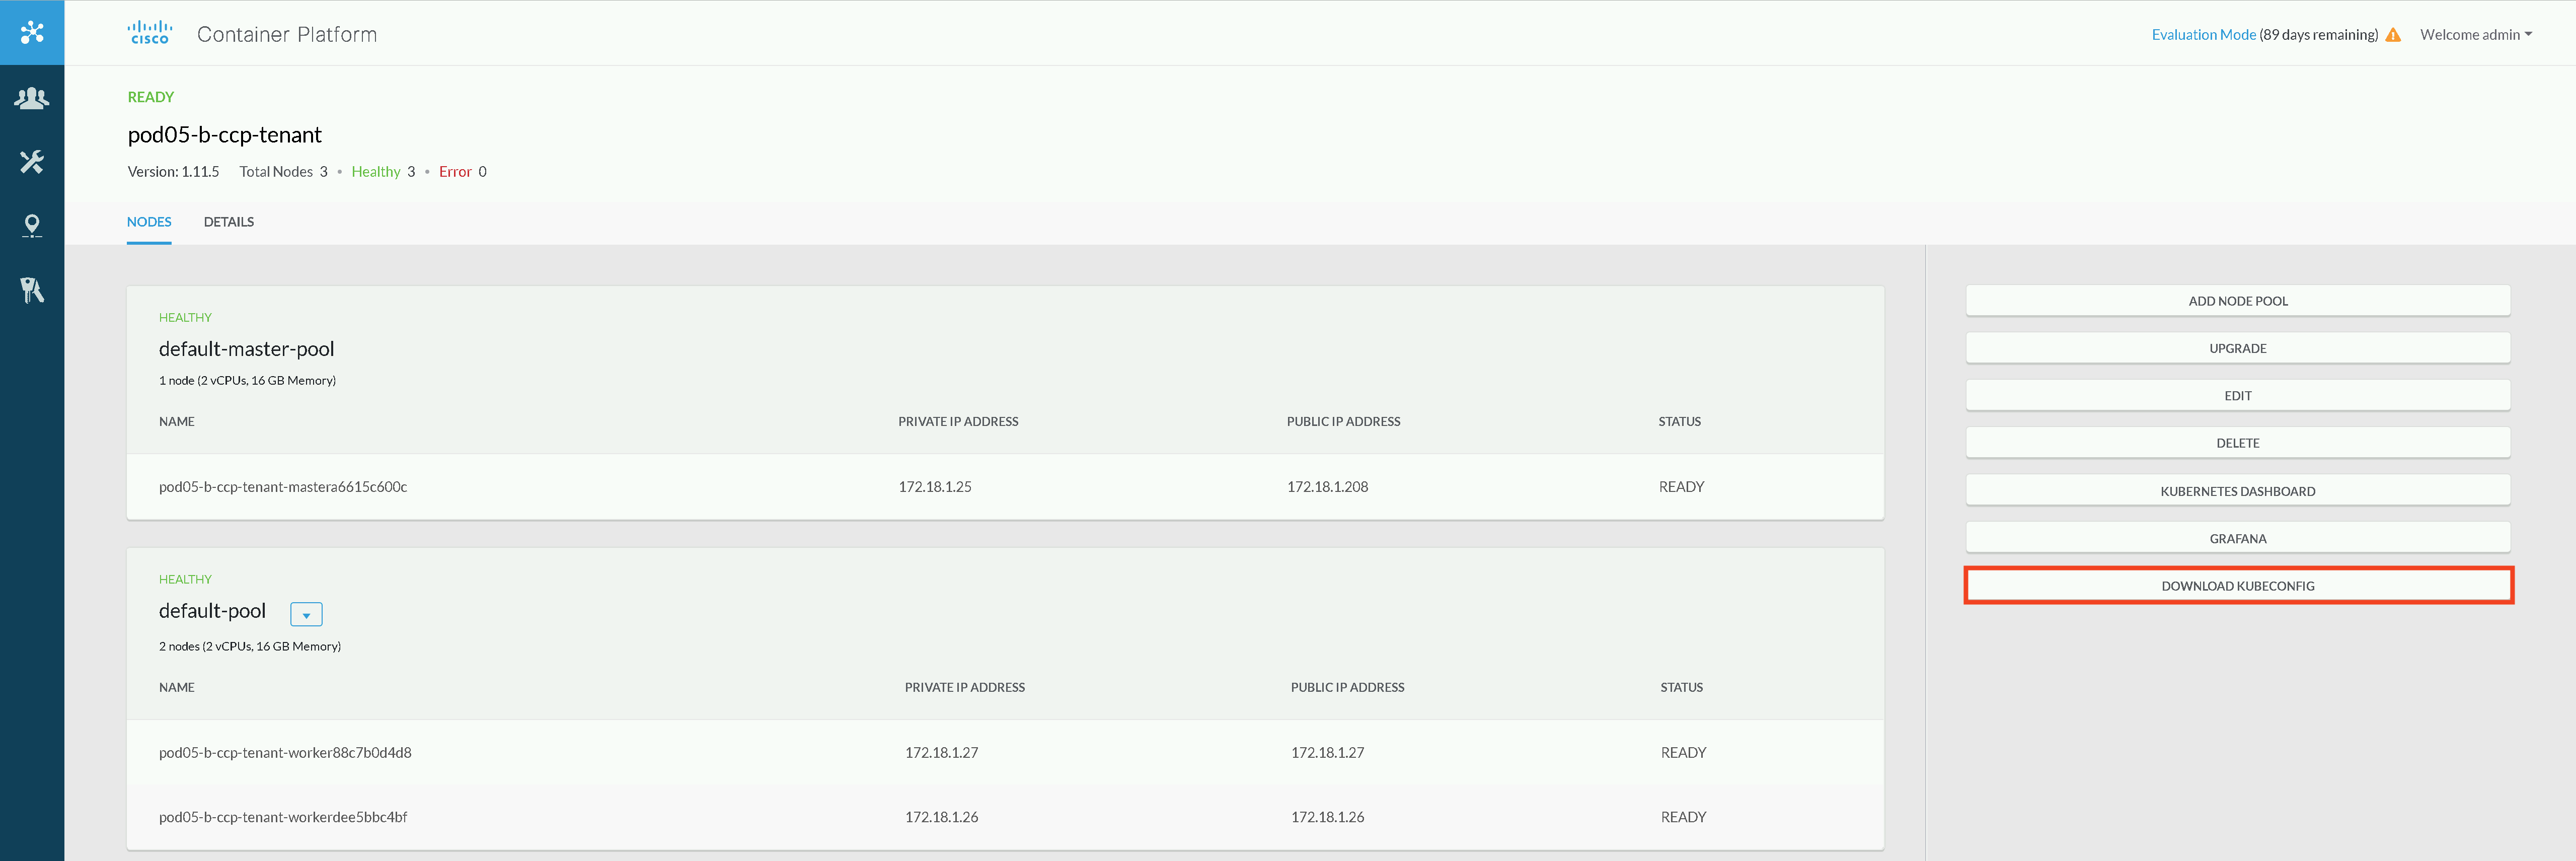 CISCO Container Platform
Evaluation Mode (89 days remaining) Welcome admin
READY
pod05-b-ccp-tenant
Version: 1.11.5 Total Nodes 3 • Healthy 3 • Error 0
NODES DETAILS
HEALTHY
default-master-pool
1 node (2 vCPUs, 16 GB Memory)
NAME PRIVATE IP ADDRESS PUBLIC IP ADDRESS STATUS
pod05-b-ccp-tenant-mastera6615c600c 172.18.1.25 172.18.1.208 READY
HEALTHY
default-pool
2 nodes (2 vCPUs, 16 GB Memory)
NAME PRIVATE IP ADDRESS PUBLIC IP ADDRESS STATUS
pod05-b-ccp-tenant-worker88c7b0d4d8 172.18.1.27 172.18.1.27 READY
pod05-b-ccp-tenant-workerdee5bbc4bf 172.18.1.26 172.18.1.26 READY
ADD NODE POOL
UPGRADE
EDIT
DELETE
KUBERNETES DASHBOARD
GRAFANA
DOWNLOAD KUBECONFIG